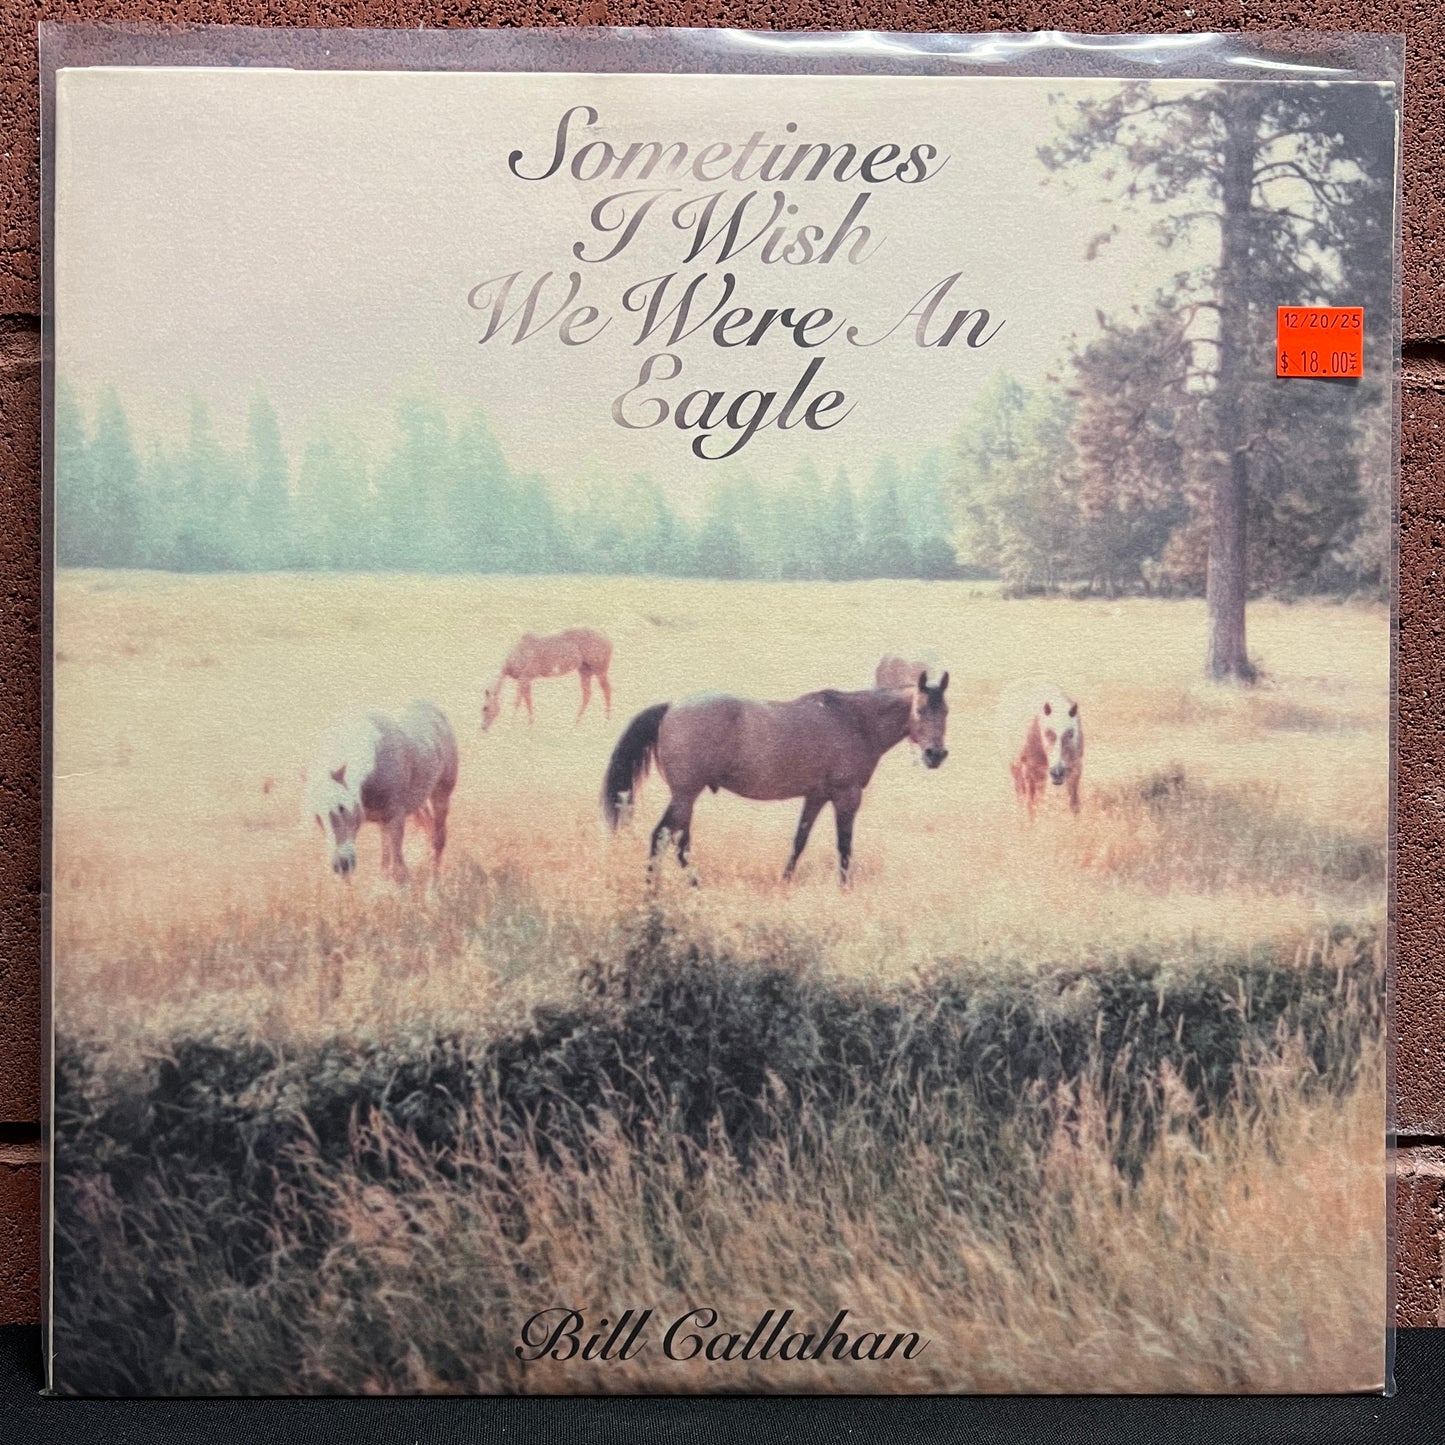 Sometimes
I Wish
We Were An
Eagle
12/20/25
$ 18.00
Bill Callahan